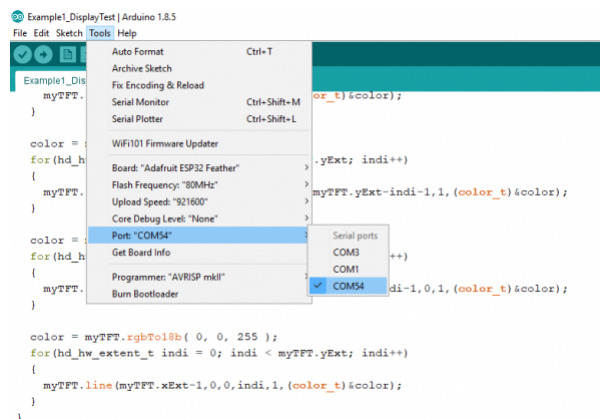 Example1_DisplayTest | Arduino 1.8.5
File Edit Sketch Tools Help
Example1_Dis
Auto Format Ctrl+T
Archive Sketch
Fix Encoding & Reload
Serial Monitor Ctrl+Shift+M
Serial Plotter Ctrl+Shift+L
WiFi101 Firmware Updater
Board: "Adafruit ESP32 Feather"
Flash Frequency: "80MHz"
Upload Speed: "921600"
Core Debug Level: "None"
Port: "COM54"
Get Board Info
Programmer: "AVRISP mkII"
Burn Bootloader
Serial ports
COM3
COM1
COM54
myTFT. or_t)&color);
}
color =
for(hd_h .yExt; indi++)
{
myTFT. myTFT.yExt-indi-1,1,(color_t)&color);
}
color =
for(hd_h ++)
{
myTFT. di-1,0,1,(color_t)&color);
}
color = myTFT.rgbTo18b( 0, 0, 255 );
for(hd_hw_extent_t indi = 0; indi < myTFT.yExt; indi++)
{
myTFT.line(myTFT.xExt-1,0,0,indi,1,(color_t)&color);
}